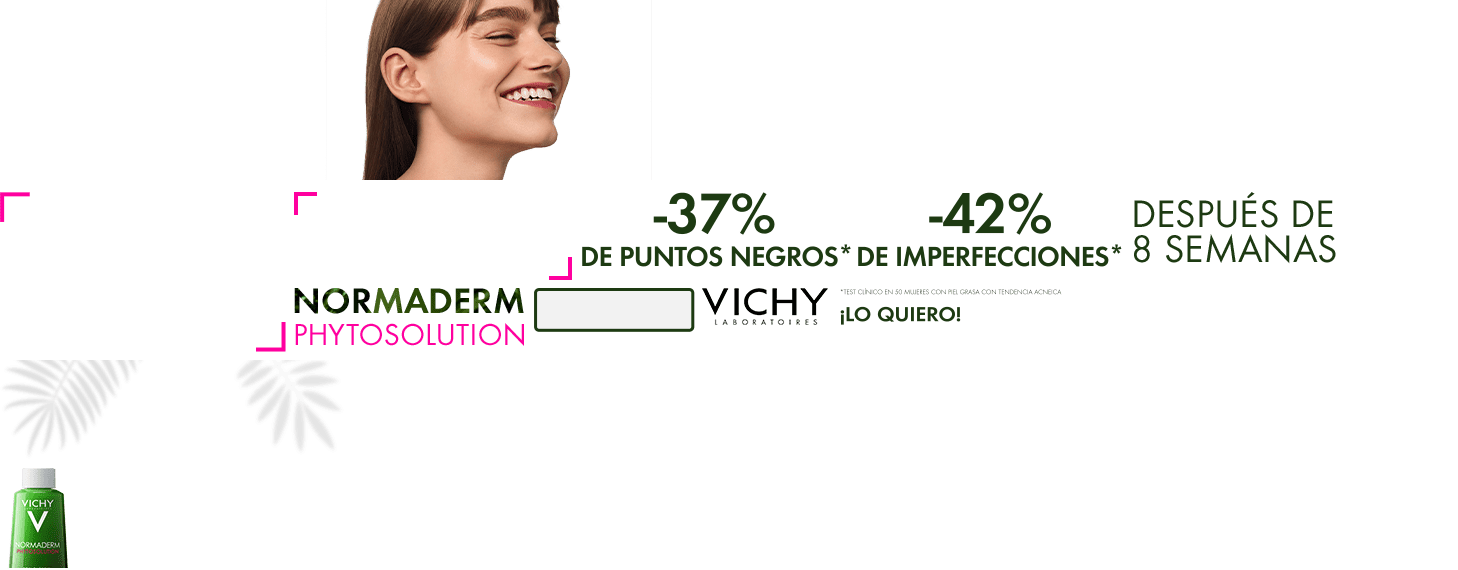 -37%
DE PUNTOS NEGROS*
-42%
DE IMPERFECCIONES*
DESPUÉS DE
8 SEMANAS
NORMADERM
PHYTOSOLUTION
VICHY
LABORATOIRES
*TEST CLÍNICO EN 50 MUJERES CON PIEL GRASA CON TENDENCIA ACNEICA
¡LO QUIERO!
VICHY
V
NORMADERM
PHYTOSOLUTION